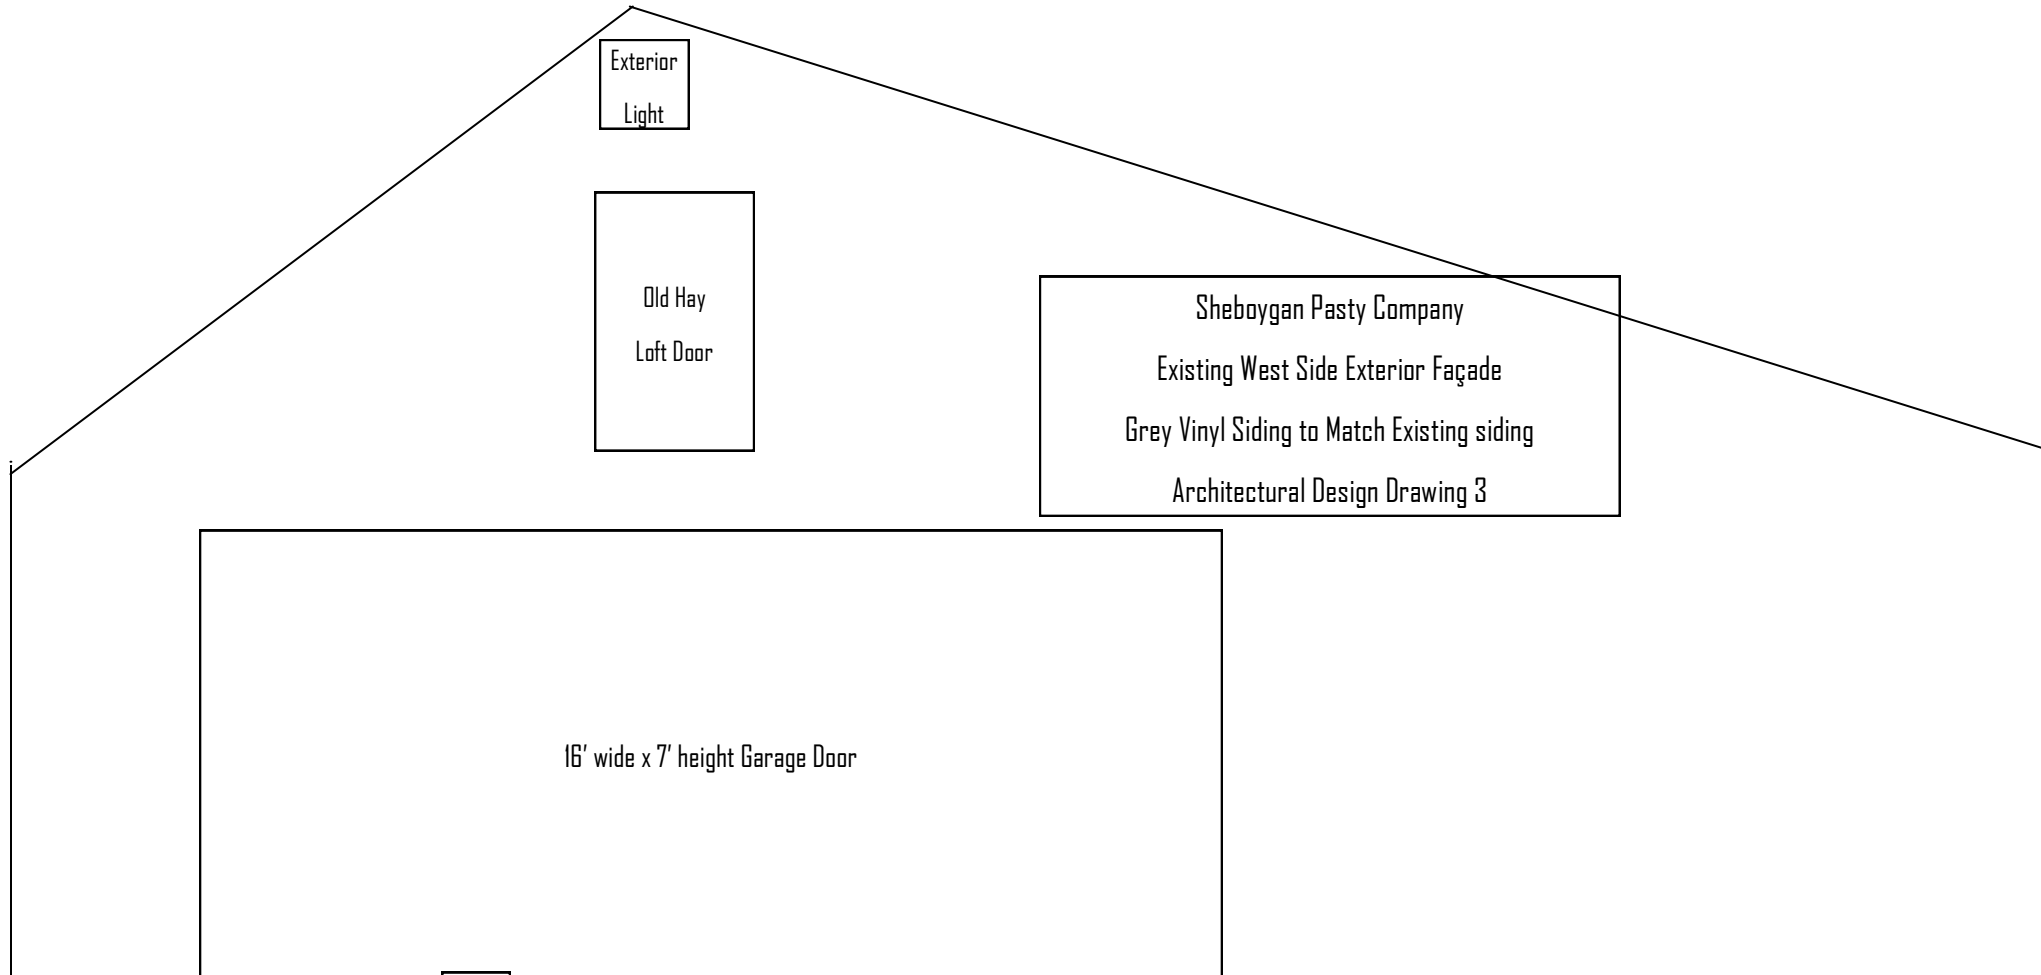 Exterior
Light
Old Hay
Loft Door
Sheboygan Pasty Company
Existing West Side Exterior Façade
Grey Vinyl Siding to Match Existing siding
Architectural Design Drawing 3
16' wide x 7' height Garage Door